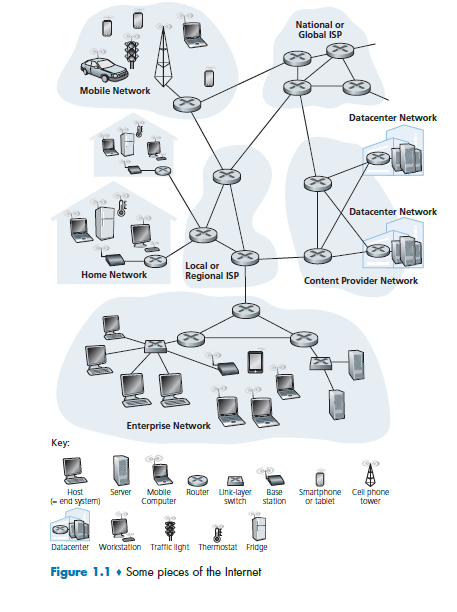 National or
Global ISP
Mobile Network
Datacenter Network
Datacenter Network
Home Network
Local or
Regional ISP
Content Provider Network
Enterprise Network
Key:
Host
(= end system)
Server
Mobile
Computer
Router
Link-layer
switch
Base
station
Smartphone
or tablet
Cell phone
tower
Datacenter
Workstation
Traffic light
Thermostat
Fridge
Figure 1.1 ♦ Some pieces of the Internet